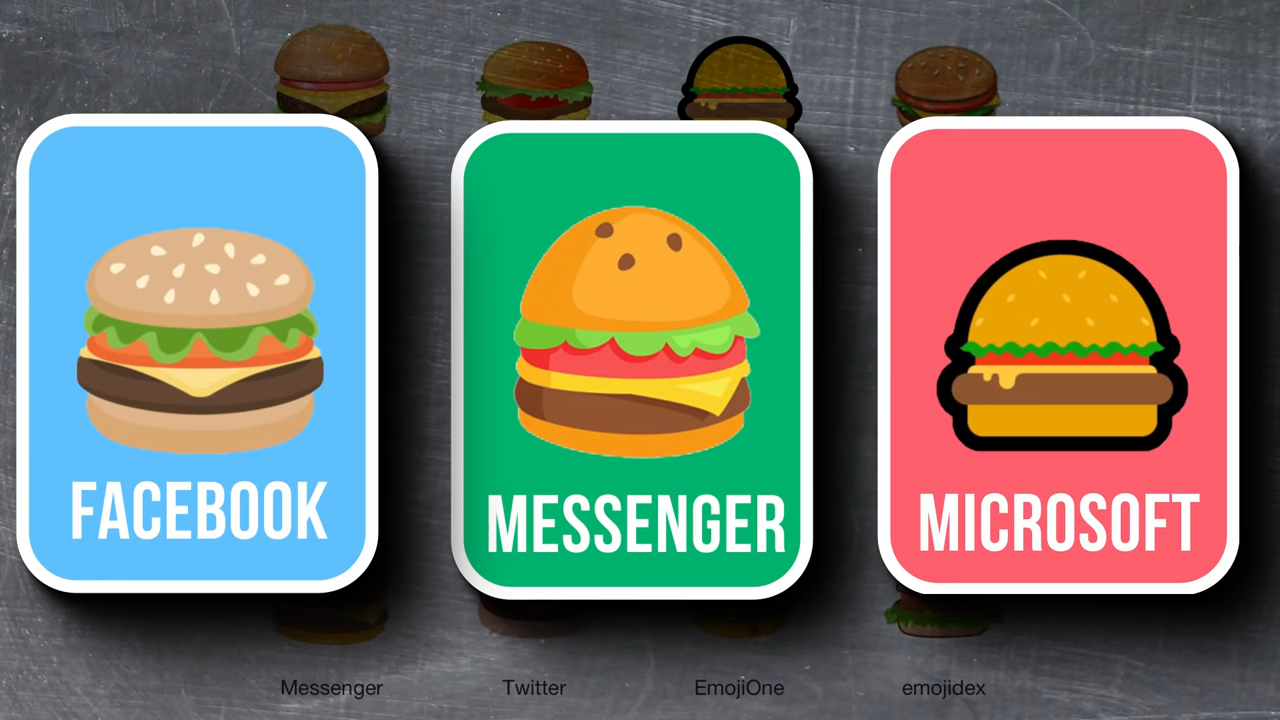 FACEBOOK
MESSENGER
MICROSOFT
Messenger
Twitter
EmojiOne
emojidex